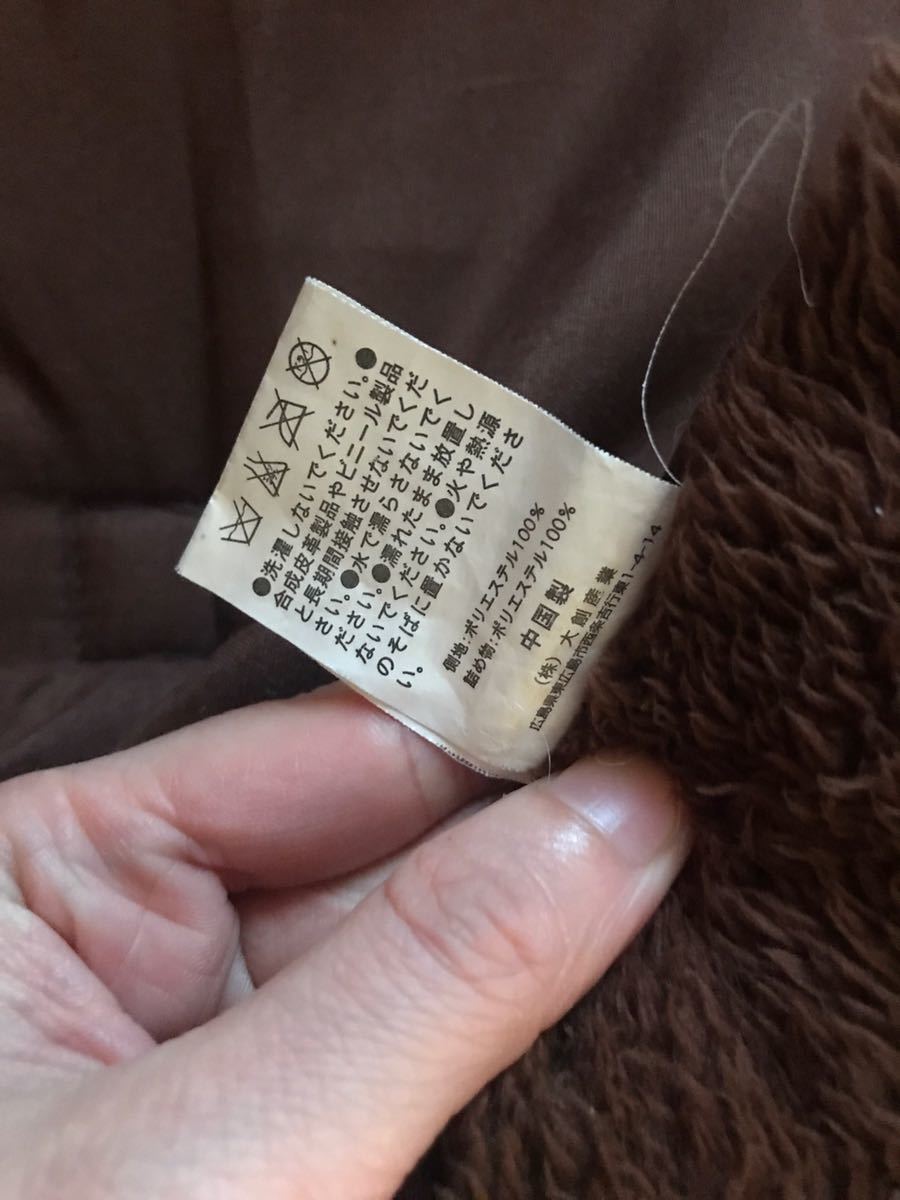 ●洗濯しないでください。●
合成皮革製品やビニール製品
と長期間接触させないでくだ
さい。●水で濡らさないでく
ださい。●濡れたまま放置し
ないでください。●火や熱源
のそばに置かないでくださ
い。
側地:ポリエステル100%
詰め物:ポリエステル100%
中国製
(株)大創産業
広島県東広島市西条吉行東1-4-14